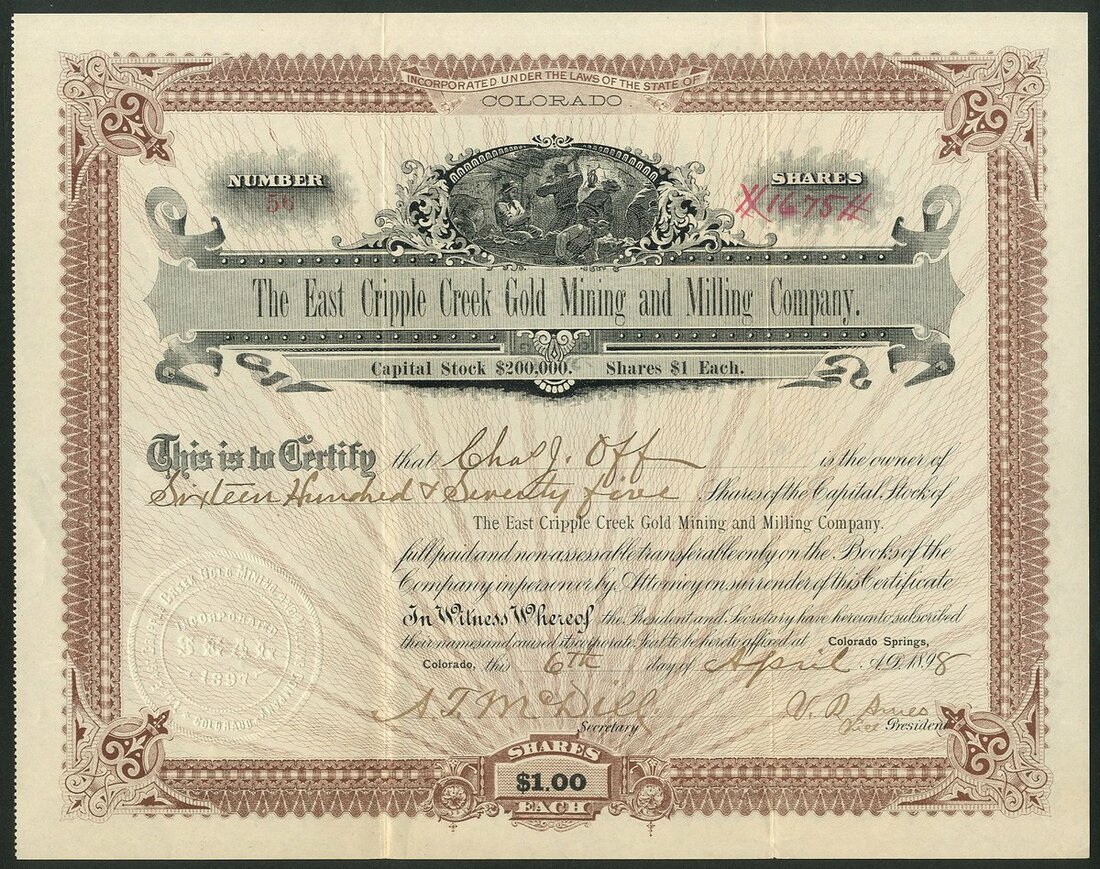 INCORPORATED UNDER THE LAWS OF THE STATE OF
COLORADO
NUMBER
56
SHARES
#1675#
The East Cripple Creek Gold Mining and Milling Company.
Capital Stock $200,000. Shares $1 Each.
This is to Certify that Chas J. Off is the owner of
Sixteen Hundred & Seventy five Shares of the Capital Stock of
The East Cripple Creek Gold Mining and Milling Company.
full paid and non-assessable transferable only on the Books of the
Company in person or by Attorney on surrender of this Certificate
In Witness Whereof the President and Secretary have hereunto subscribed
their names and caused its corporate Seal to be hereto affixed at Colorado Springs,
Colorado, this 6th day of April A.D. 1898
A. T. McDill
Secretary
Vice President
INCORPORATED
SEAL
1897
COLORADO
SHARES
$1.00
EACH